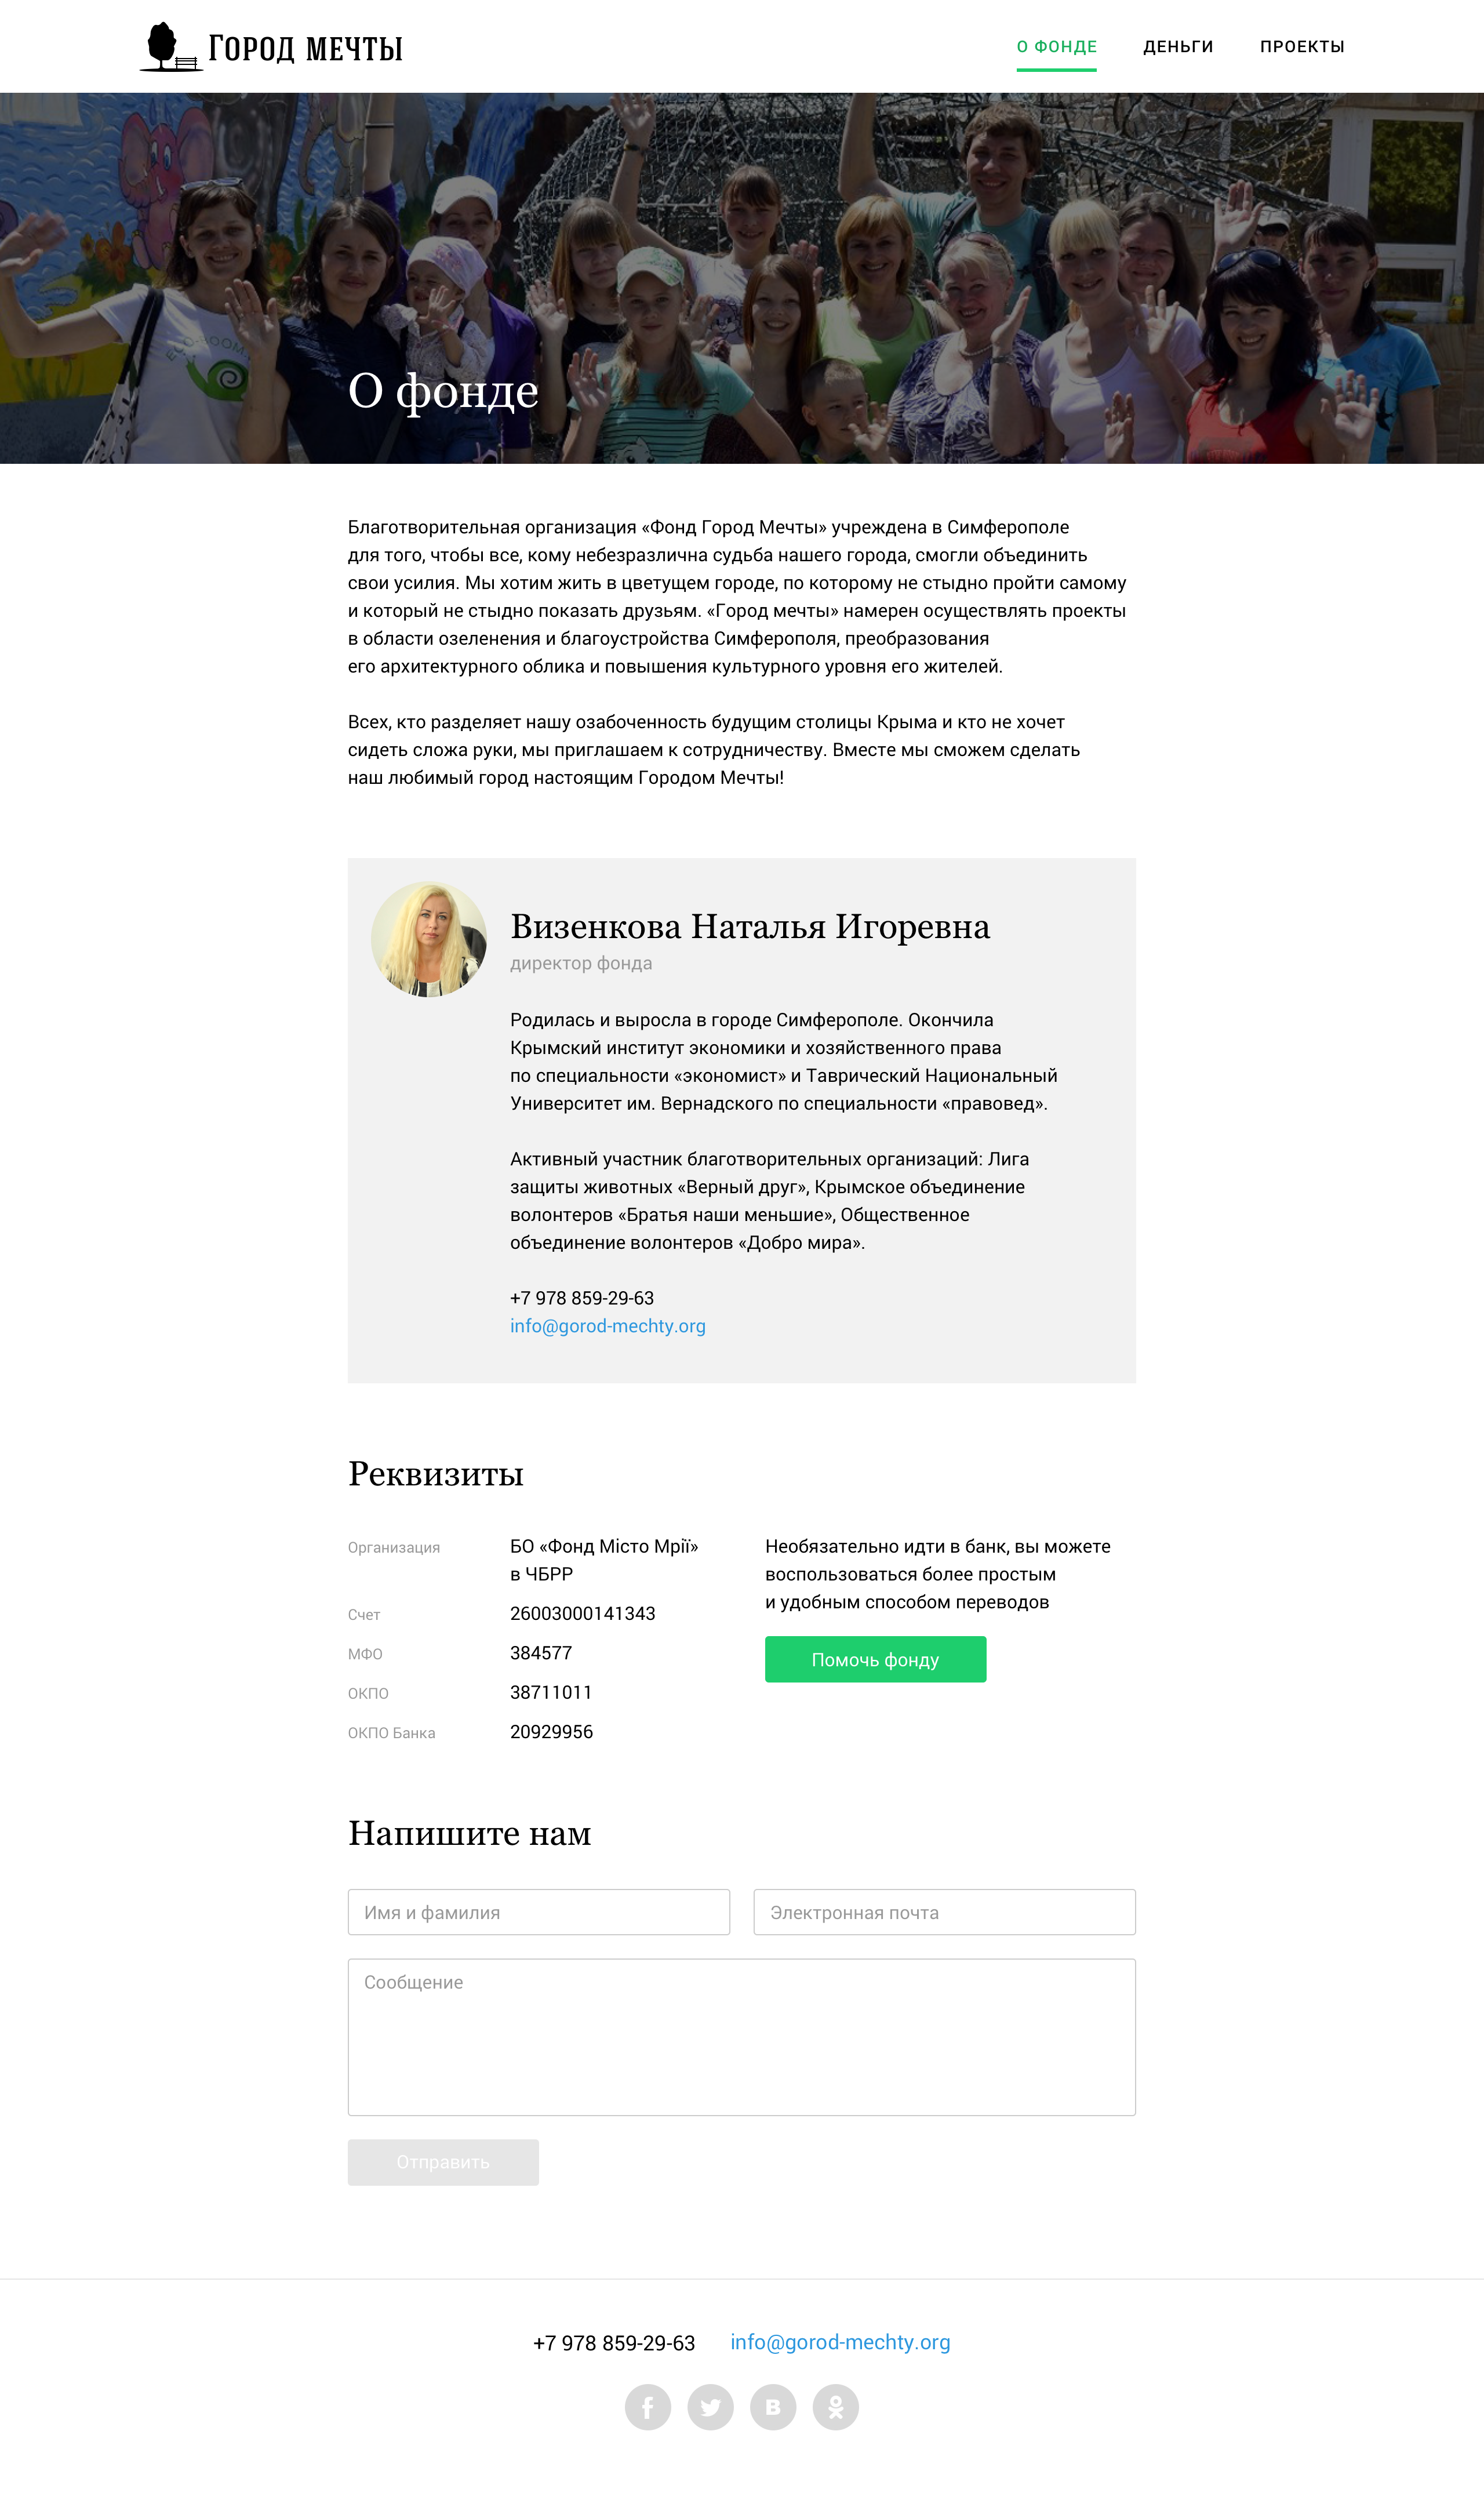 Город мечты
О ФОНДЕ
ДЕНЬГИ
ПРОЕКТЫ
О фонде
Благотворительная организация «Фонд Город Мечты» учреждена в Симферополе
для того, чтобы все, кому небезразлична судьба нашего города, смогли объединить
свои усилия. Мы хотим жить в цветущем городе, по которому не стыдно пройти самому
и который не стыдно показать друзьям. «Город мечты» намерен осуществлять проекты
в области озеленения и благоустройства Симферополя, преобразования
его архитектурного облика и повышения культурного уровня его жителей.
Всех, кто разделяет нашу озабоченность будущим столицы Крыма и кто не хочет
сидеть сложа руки, мы приглашаем к сотрудничеству. Вместе мы сможем сделать
наш любимый город настоящим Городом Мечты!
Визенкова Наталья Игоревна
директор фонда
Родилась и выросла в городе Симферополе. Окончила
Крымский институт экономики и хозяйственного права
по специальности «экономист» и Таврический Национальный
Университет им. Вернадского по специальности «правовед».
Активный участник благотворительных организаций: Лига
защиты животных «Верный друг», Крымское объединение
волонтеров «Братья наши меньшие», Общественное
объединение волонтеров «Добро мира».
+7 978 859-29-63
info@gorod-mechty.org
Реквизиты
Организация
БО «Фонд Місто Мрії»
в ЧБРР
Счет
26003000141343
МФО
384577
ОКПО
38711011
ОКПО Банка
20929956
Необязательно идти в банк, вы можете
воспользоваться более простым
и удобным способом переводов
Помочь фонду
Напишите нам
Имя и фамилия
Электронная почта
Сообщение
Отправить
+7 978 859-29-63
info@gorod-mechty.org